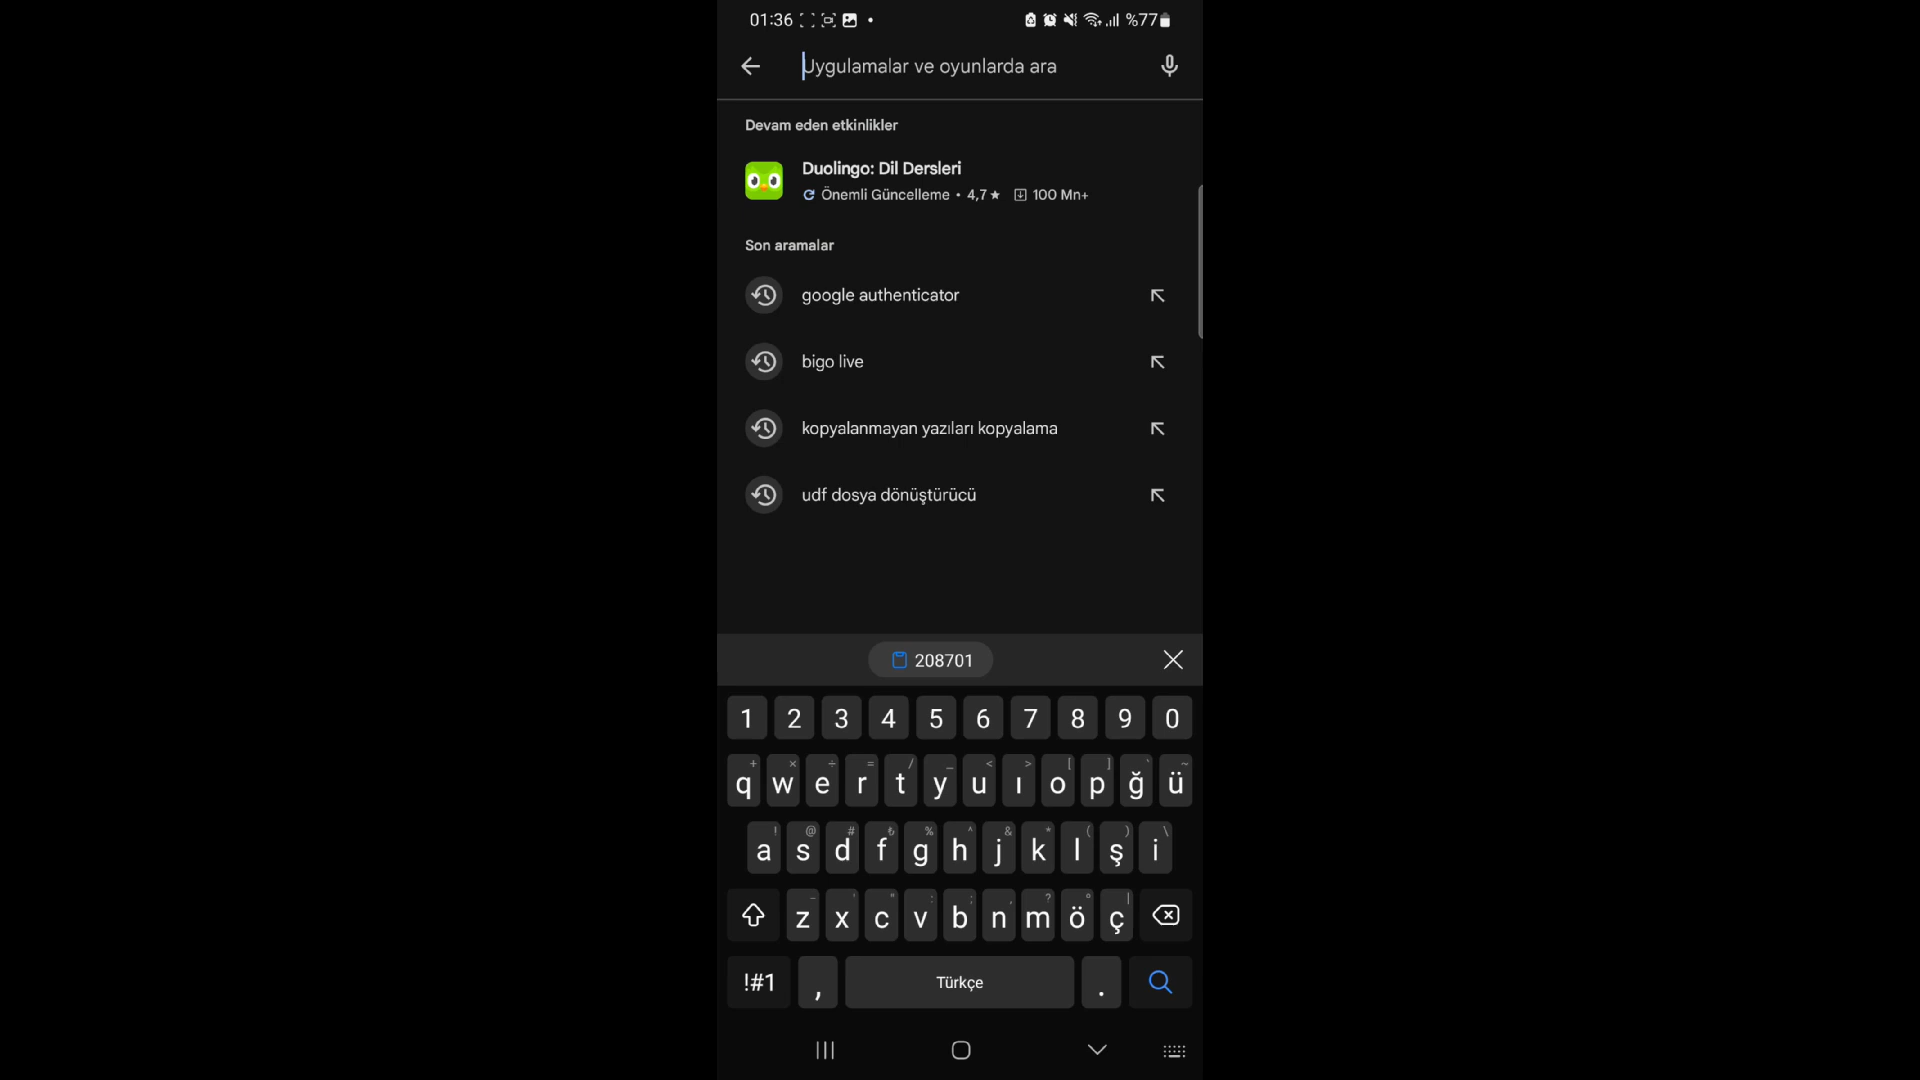 01:36 %77
Uygulamalar ve oyunlarda ara
Devam eden etkinlikler
Duolingo: Dil Dersleri
Önemli Güncelleme • 4,7★ 100 Mn+
Son aramalar
google authenticator
bigo live
kopyalanmayan yazıları kopyalama
udf dosya dönüştürücü
208701
1 2 3 4 5 6 7 8 9 0
q w e r t y u ı o p ğ ü
a s d f g h j k l ş i
z x c v b n m ö ç
!#1 , Türkçe .